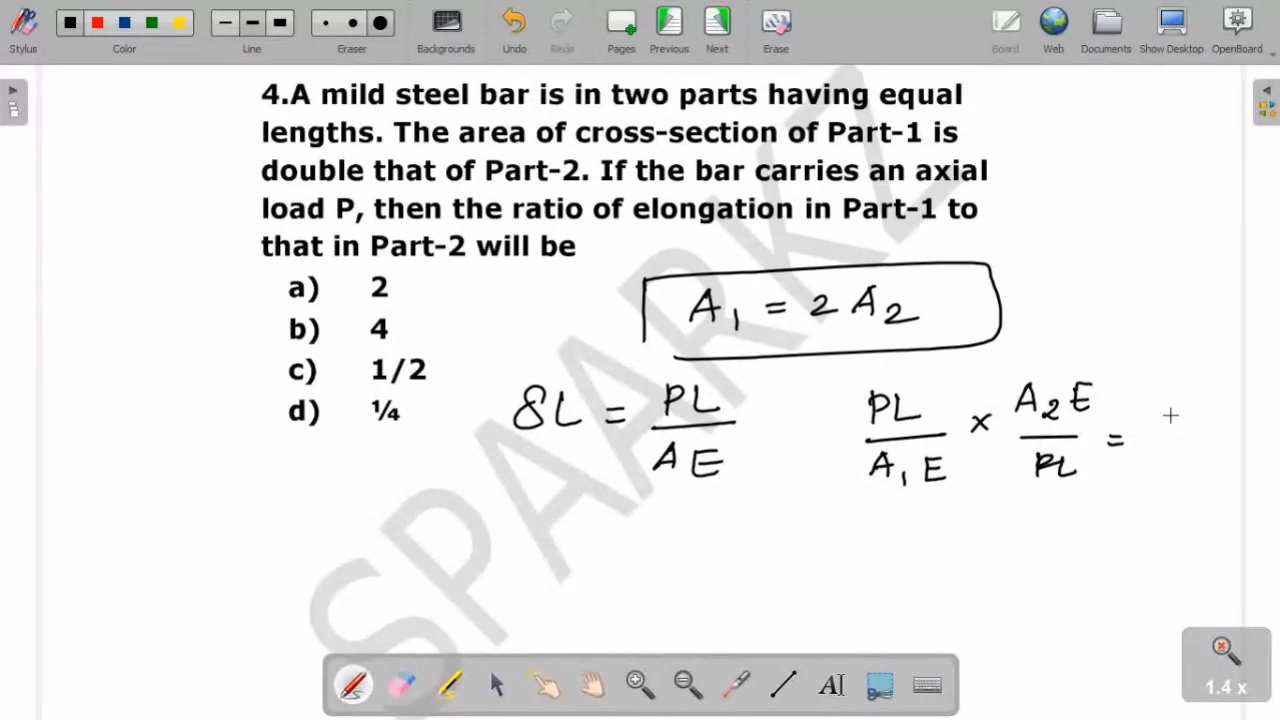 Stylus
Color
Line
Eraser
Backgrounds
Undo
Redo
Pages
Previous
Next
Erase
Board
Web
Documents
Show Desktop
OpenBoard
4.A mild steel bar is in two parts having equal
lengths. The area of cross-section of Part-1 is
double that of Part-2. If the bar carries an axial
load P, then the ratio of elongation in Part-1 to
that in Part-2 will be
a) 2
b) 4
c) 1/2
d) ¼
A₁ = 2 A₂
δL = PL / AE
PL / A₁E × A₂E / PL =
SPAARKZ
AI
1.4 x